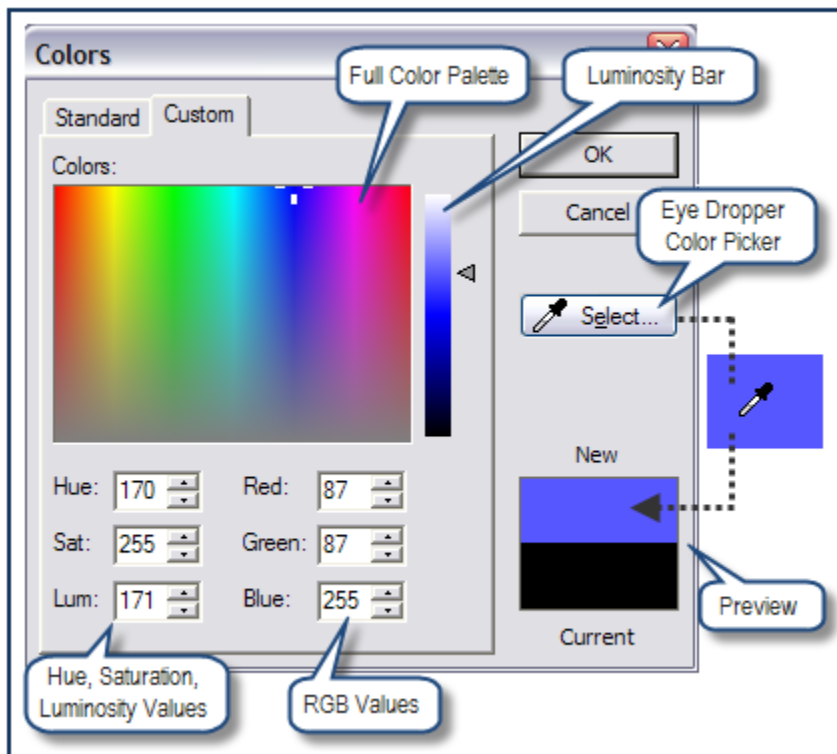 Colors
Full Color Palette
Luminosity Bar
Standard
Custom
Colors:
OK
Cancel
Eye Dropper
Color Picker
Select...
New
Hue: 170
Red: 87
Sat: 255
Green: 87
Lum: 171
Blue: 255
Preview
Current
Hue, Saturation,
Luminosity Values
RGB Values